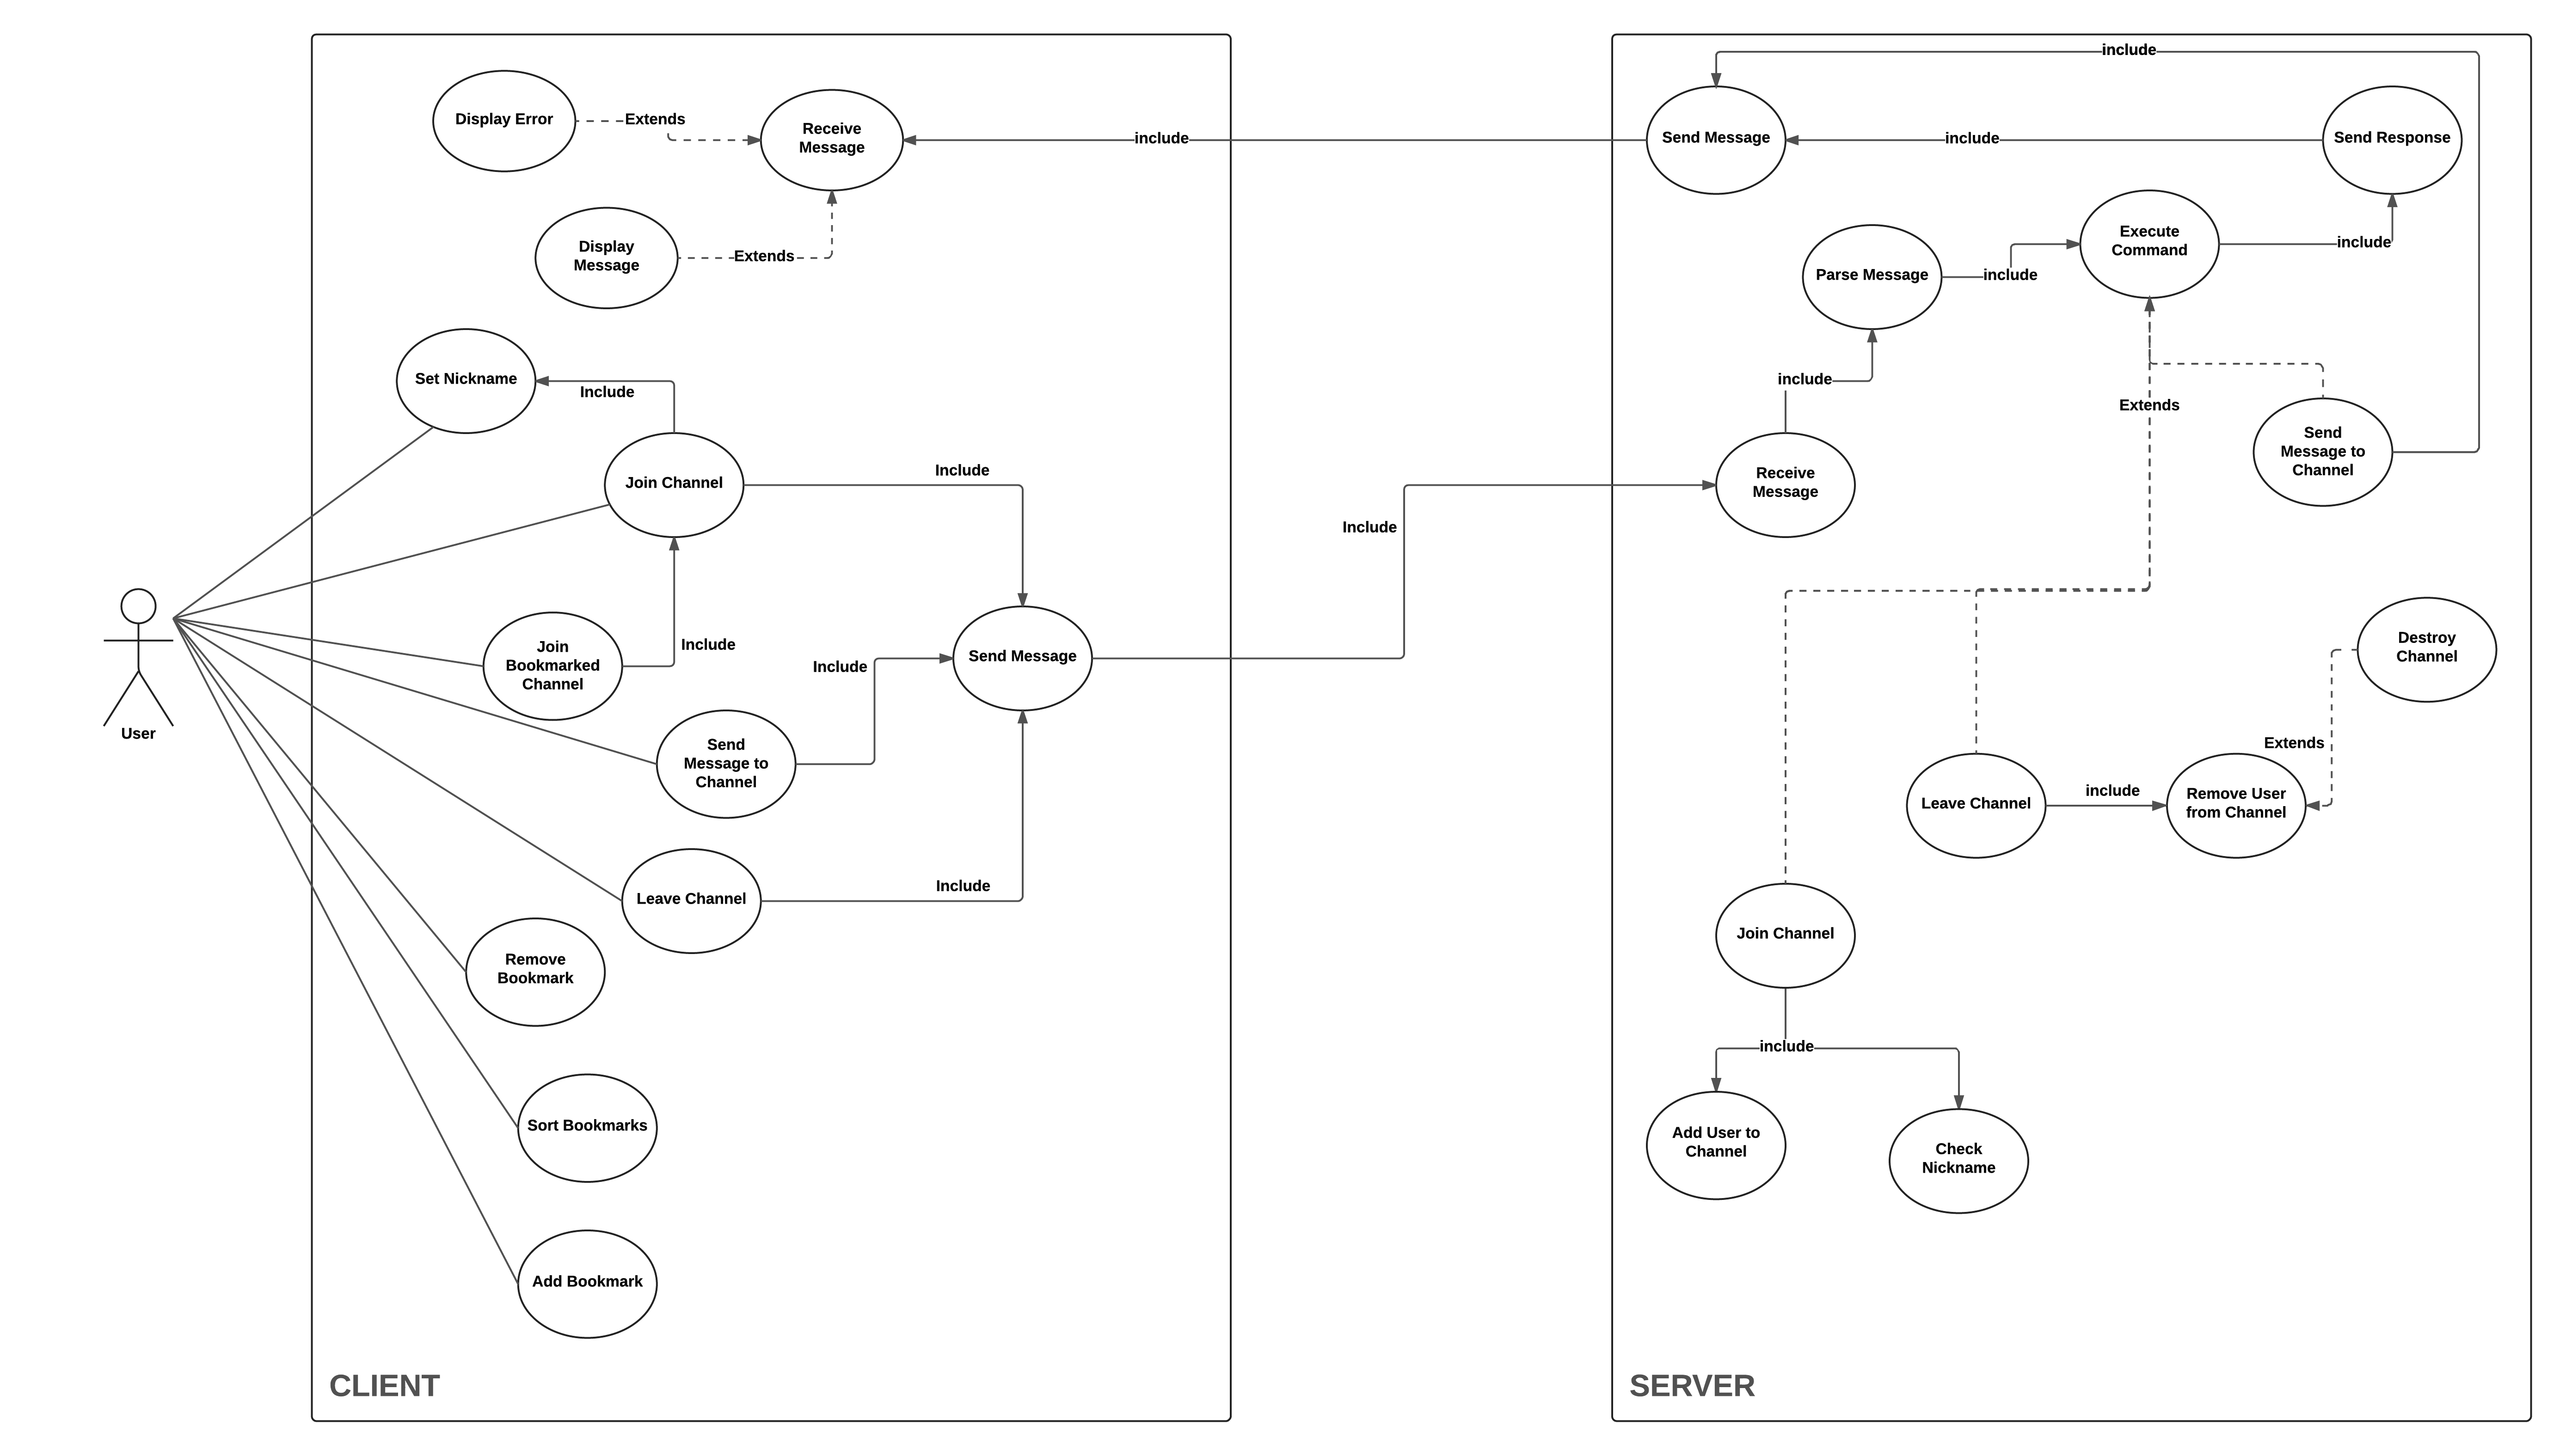 include
Display Error
Extends
Receive
Message
include
Send Message
include
Send Response
Display
Message
Extends
Parse Message
include
Execute
Command
include
Set Nickname
Include
include
Extends
Join Channel
Include
Receive
Message
Send
Message to
Channel
Include
User
Join
Bookmarked
Channel
Include
Include
Send Message
Destroy
Channel
Send
Message to
Channel
Extends
Leave Channel
include
Remove User
from Channel
Leave Channel
Include
Join Channel
Remove
Bookmark
include
Sort Bookmarks
Add User to
Channel
Check
Nickname
Add Bookmark
CLIENT
SERVER